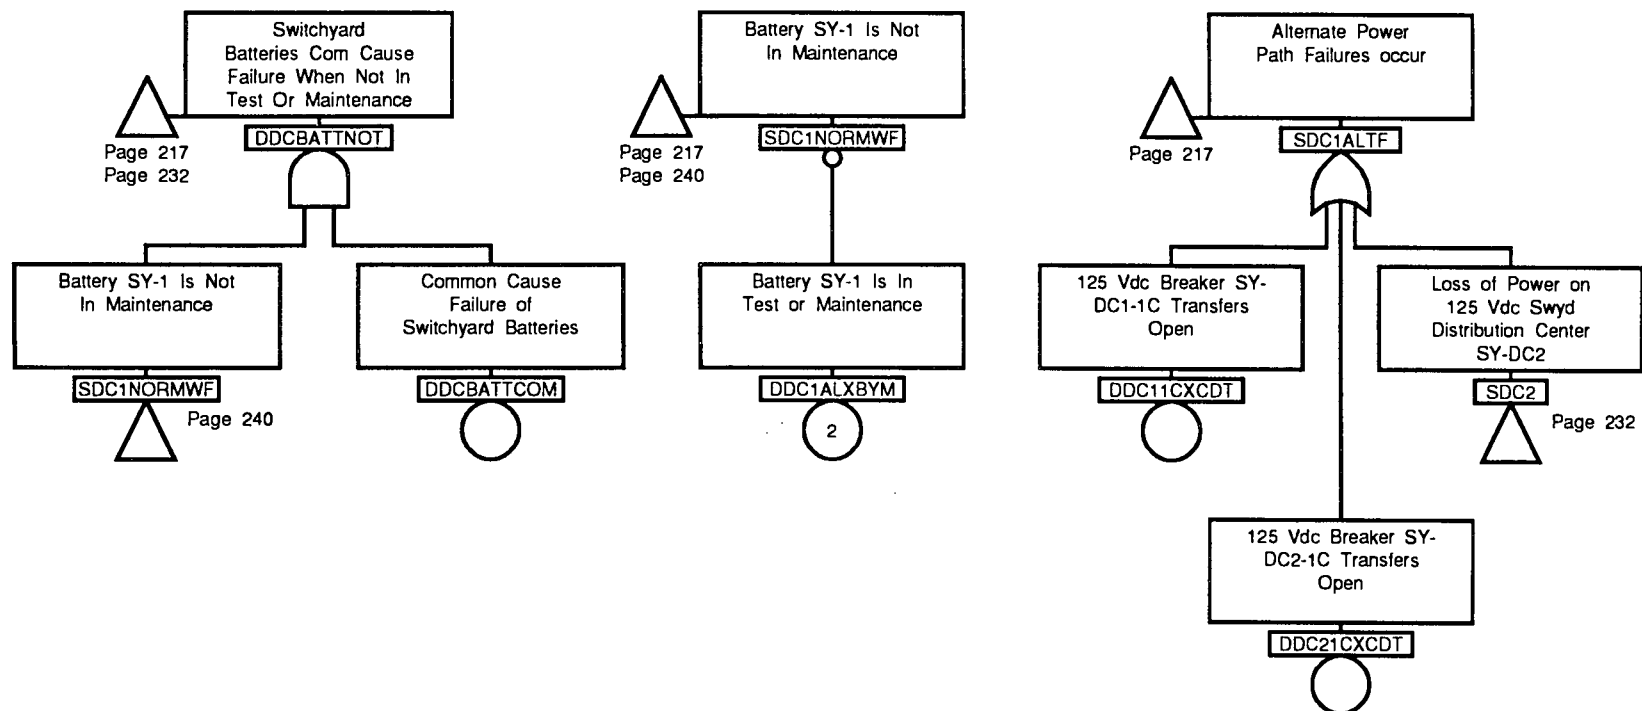 Switchyard
Batteries Com Cause
Failure When Not In
Test Or Maintenance
DDCBATTNOT
Page 217
Page 232
Battery SY-1 Is Not
In Maintenance
SDC1NORMWF
Page 240
Common Cause
Failure of
Switchyard Batteries
DDCBATTCOM
Battery SY-1 Is Not
In Maintenance
SDC1NORMWF
Page 217
Page 240
Battery SY-1 Is In
Test or Maintenance
DDC1ALXBYM
2
Alternate Power
Path Failures occur
SDC1ALTF
Page 217
125 Vdc Breaker SY-
DC1-1C Transfers
Open
DDC11CXCDT
Loss of Power on
125 Vdc Swyd
Distribution Center
SY-DC2
SDC2
Page 232
125 Vdc Breaker SY-
DC2-1C Transfers
Open
DDC21CXCDT